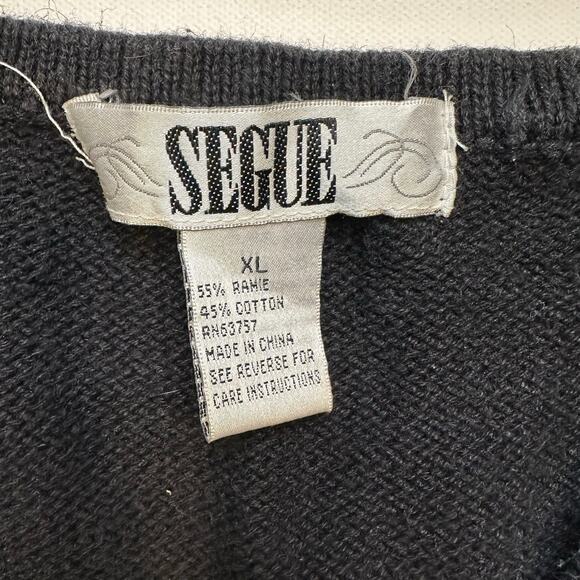 SEGUE
XL
55% RAMIE
45% COTTON
RN63757
MADE IN CHINA
SEE REVERSE FOR
CARE INSTRUCTIONS